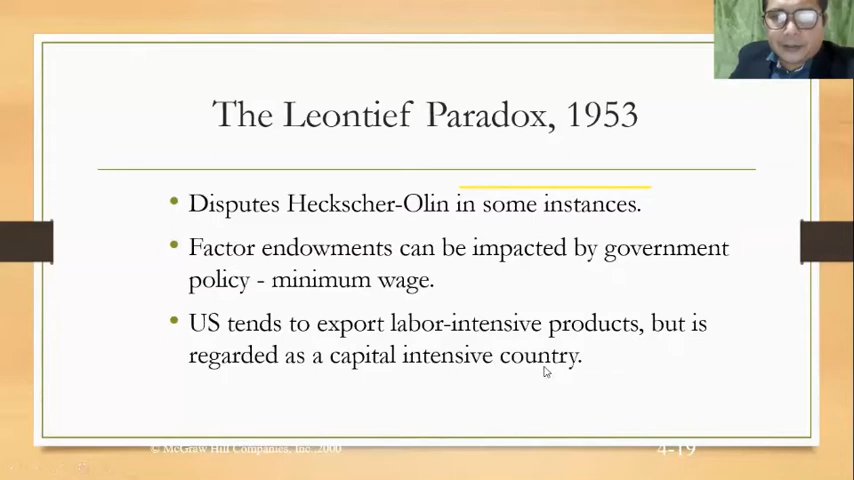 The Leontief Paradox, 1953
• Disputes Heckscher-Olin in some instances.
• Factor endowments can be impacted by government
policy - minimum wage.
• US tends to export labor-intensive products, but is
regarded as a capital intensive country.
© McGraw Hill Companies, Inc.,2000
4-19